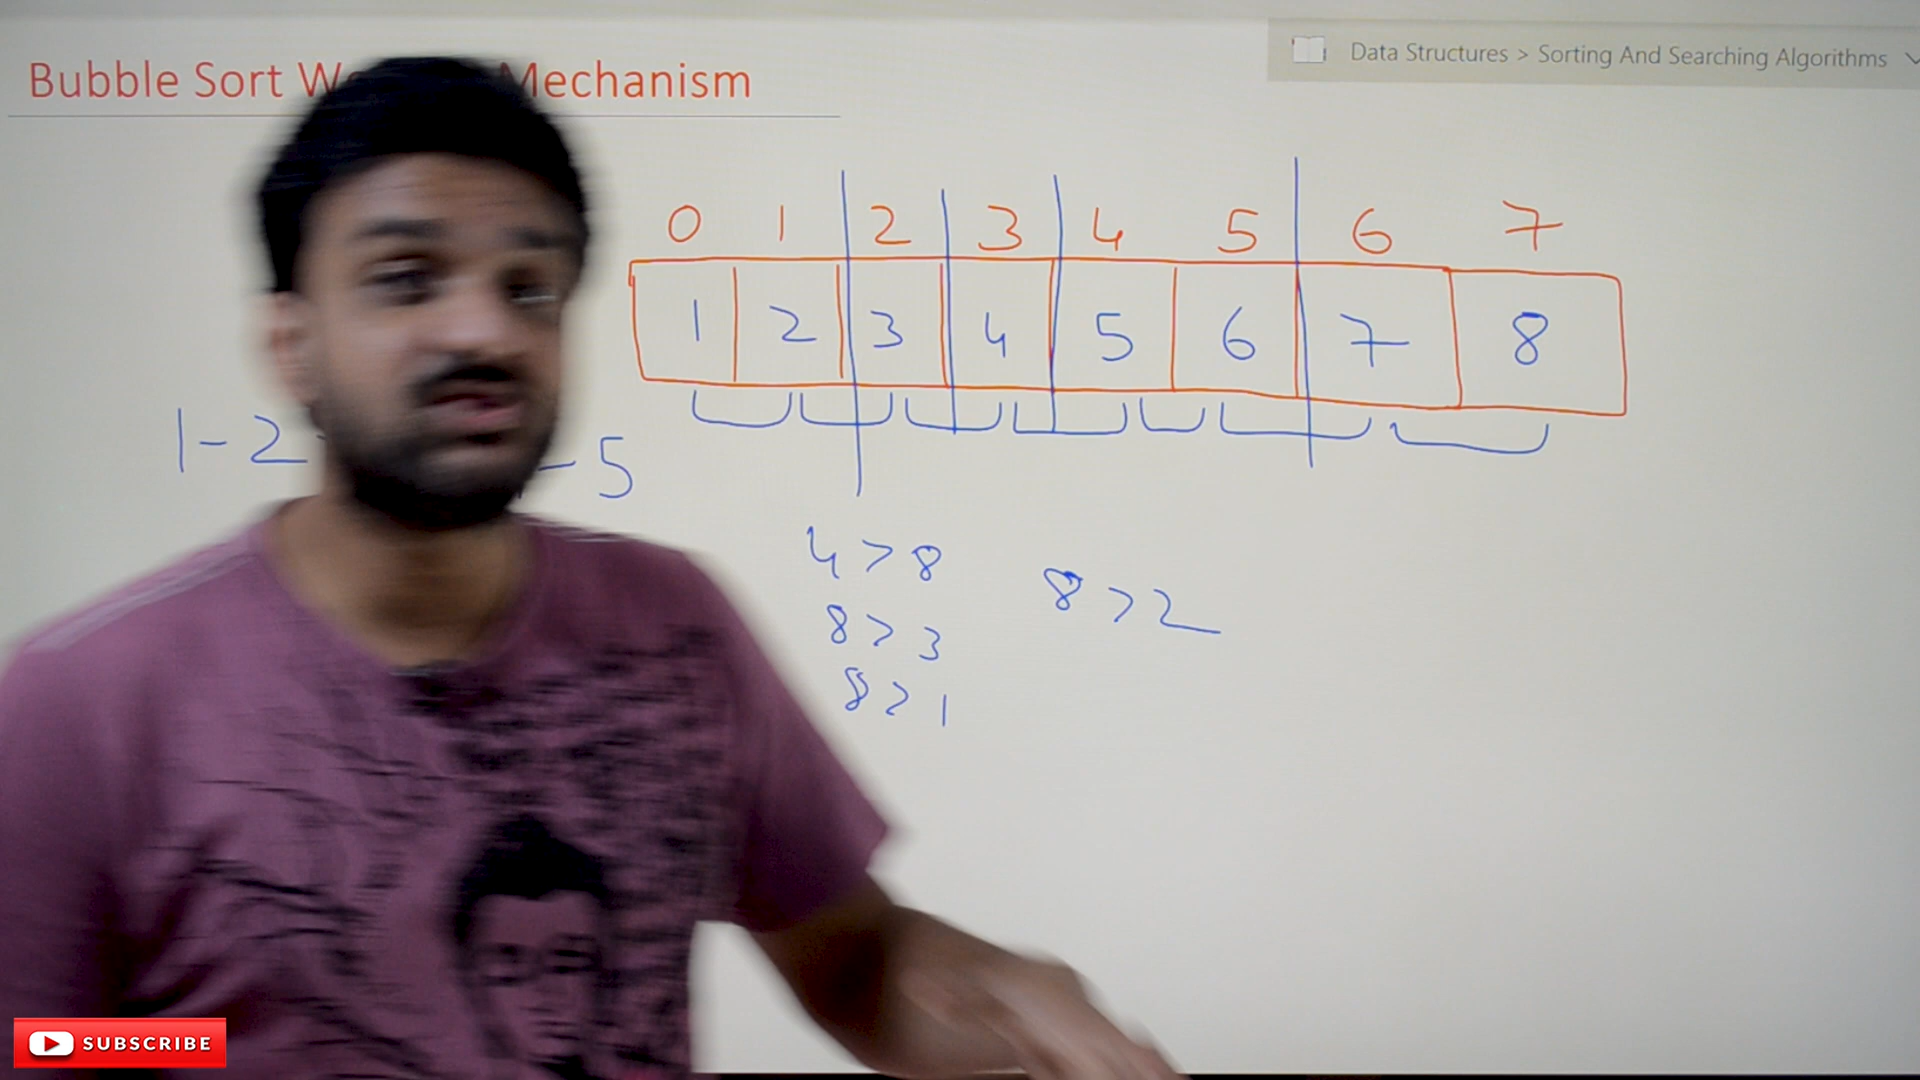 Data Structures > Sorting And Searching Algorithms
Bubble Sort Mechanism
0 1 2 3 4 5 6 7
1 2 3 4 5 6 7 8
1-2 -5
4 > 8
8 > 2
8 > 3
8 > 1
SUBSCRIBE